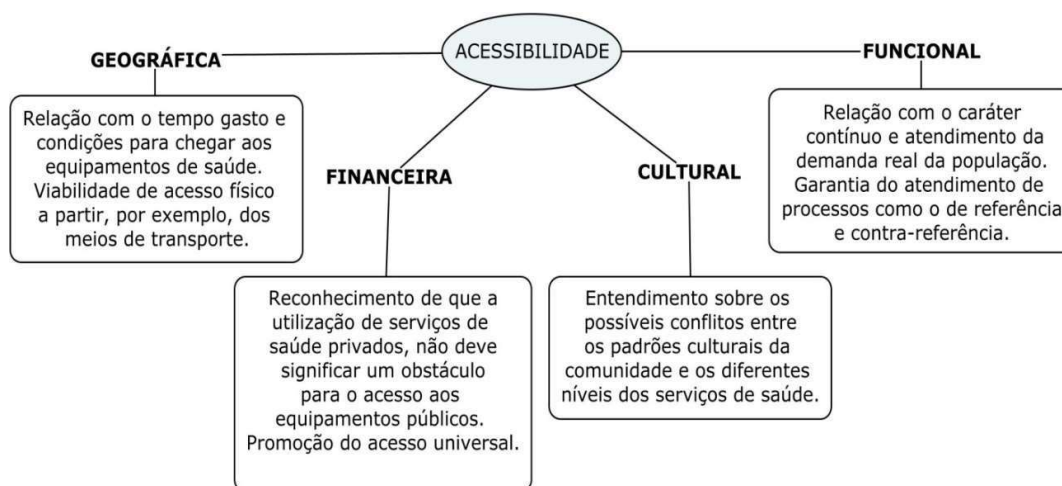 ACESSIBILIDADE
GEOGRÁFICA
Relação com o tempo gasto e
condições para chegar aos
equipamentos de saúde.
Viabilidade de acesso físico
a partir, por exemplo, dos
meios de transporte.
FINANCEIRA
Reconhecimento de que a
utilização de serviços de
saúde privados, não deve
significar um obstáculo
para o acesso aos
equipamentos públicos.
Promoção do acesso universal.
CULTURAL
Entendimento sobre os
possíveis conflitos entre
os padrões culturais da
comunidade e os diferentes
níveis dos serviços de saúde.
FUNCIONAL
Relação com o caráter
contínuo e atendimento da
demanda real da população.
Garantia do atendimento de
processos como o de referência
e contra-referência.